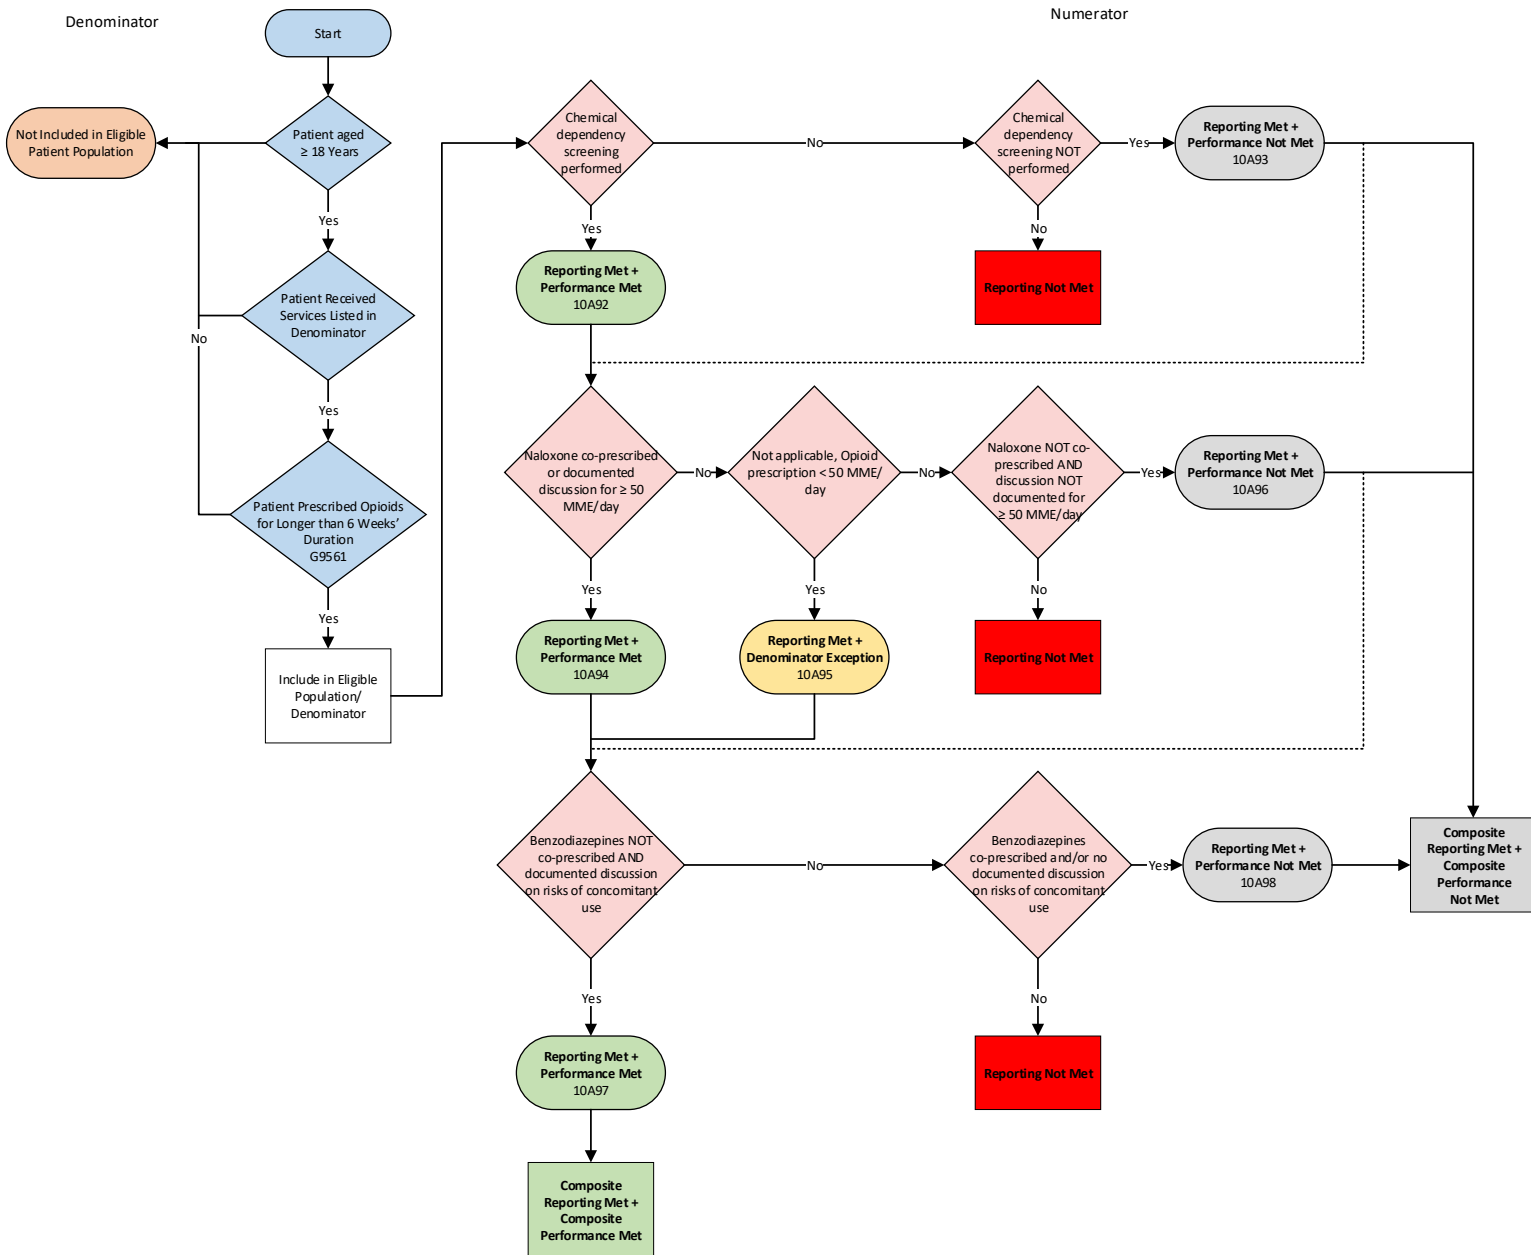 Denominator
Numerator
Start
Not Included in Eligible
Patient Population
Patient aged
≥ 18 Years
Yes
Patient Received
Services Listed in
Denominator
No
Yes
Patient Prescribed Opioids
for Longer than 6 Weeks’
Duration
G9561
Yes
Include in Eligible
Population/
Denominator
Chemical
dependency
screening
performed
No
Chemical
dependency
screening NOT
performed
Yes
Reporting Met +
Performance Not Met
10A93
Yes
No
Reporting Met +
Performance Met
10A92
Reporting Not Met
Naloxone co-prescribed
or documented
discussion for ≥ 50
MME/day
No
Not applicable, Opioid
prescription < 50 MME/
day
No
Naloxone NOT co-
prescribed AND
discussion NOT
documented for
≥ 50 MME/day
Yes
Reporting Met +
Performance Not Met
10A96
Yes
Yes
No
Reporting Met +
Performance Met
10A94
Reporting Met +
Denominator Exception
10A95
Reporting Not Met
Benzodiazepines NOT
co-prescribed AND
documented discussion
on risks of concomitant
use
No
Benzodiazepines
co-prescribed and/or no
documented discussion
on risks of concomitant
use
Yes
Reporting Met +
Performance Not Met
10A98
Composite
Reporting Met +
Composite
Performance
Not Met
Yes
No
Reporting Met +
Performance Met
10A97
Reporting Not Met
Composite
Reporting Met +
Composite
Performance Met